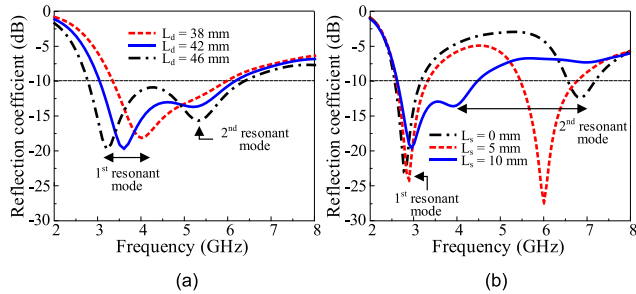 Reflection coefficient (dB)
0
-5
-10
-15
-20
-25
-30
L_d = 38 mm
L_d = 42 mm
L_d = 46 mm
2nd resonant
mode
1st resonant
mode
2 3 4 5 6 7 8
Frequency (GHz)
(a)
Reflection coefficient (dB)
0
-5
-10
-15
-20
-25
-30
L_s = 0 mm
L_s = 5 mm
L_s = 10 mm
2nd resonant
mode
1st resonant
mode
2 3 4 5 6 7 8
Frequency (GHz)
(b)